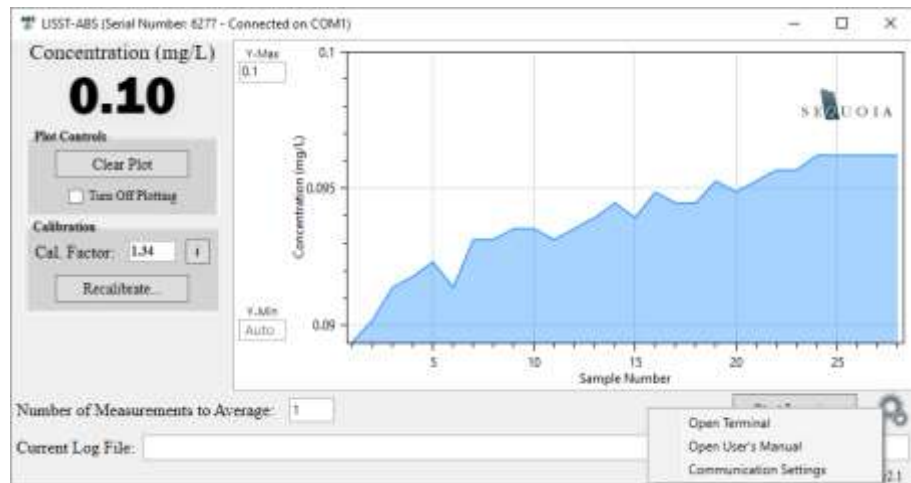 LISST-ABS (Serial Number: 6277 - Connected on COM1)
Concentration (mg/L)
0.10
Plot Controls
Clear Plot
Turn Off Plotting
Calibration
Cal. Factor: 1.34
Recalibrate...
Y-Max
0.1
Y-Min
Auto
Concentration (mg/L)
0.1
0.095
0.09
SEQUOIA
5 10 15 20 25
Sample Number
Number of Measurements to Average: 1
Current Log File:
Open Terminal
Open User's Manual
Communication Settings